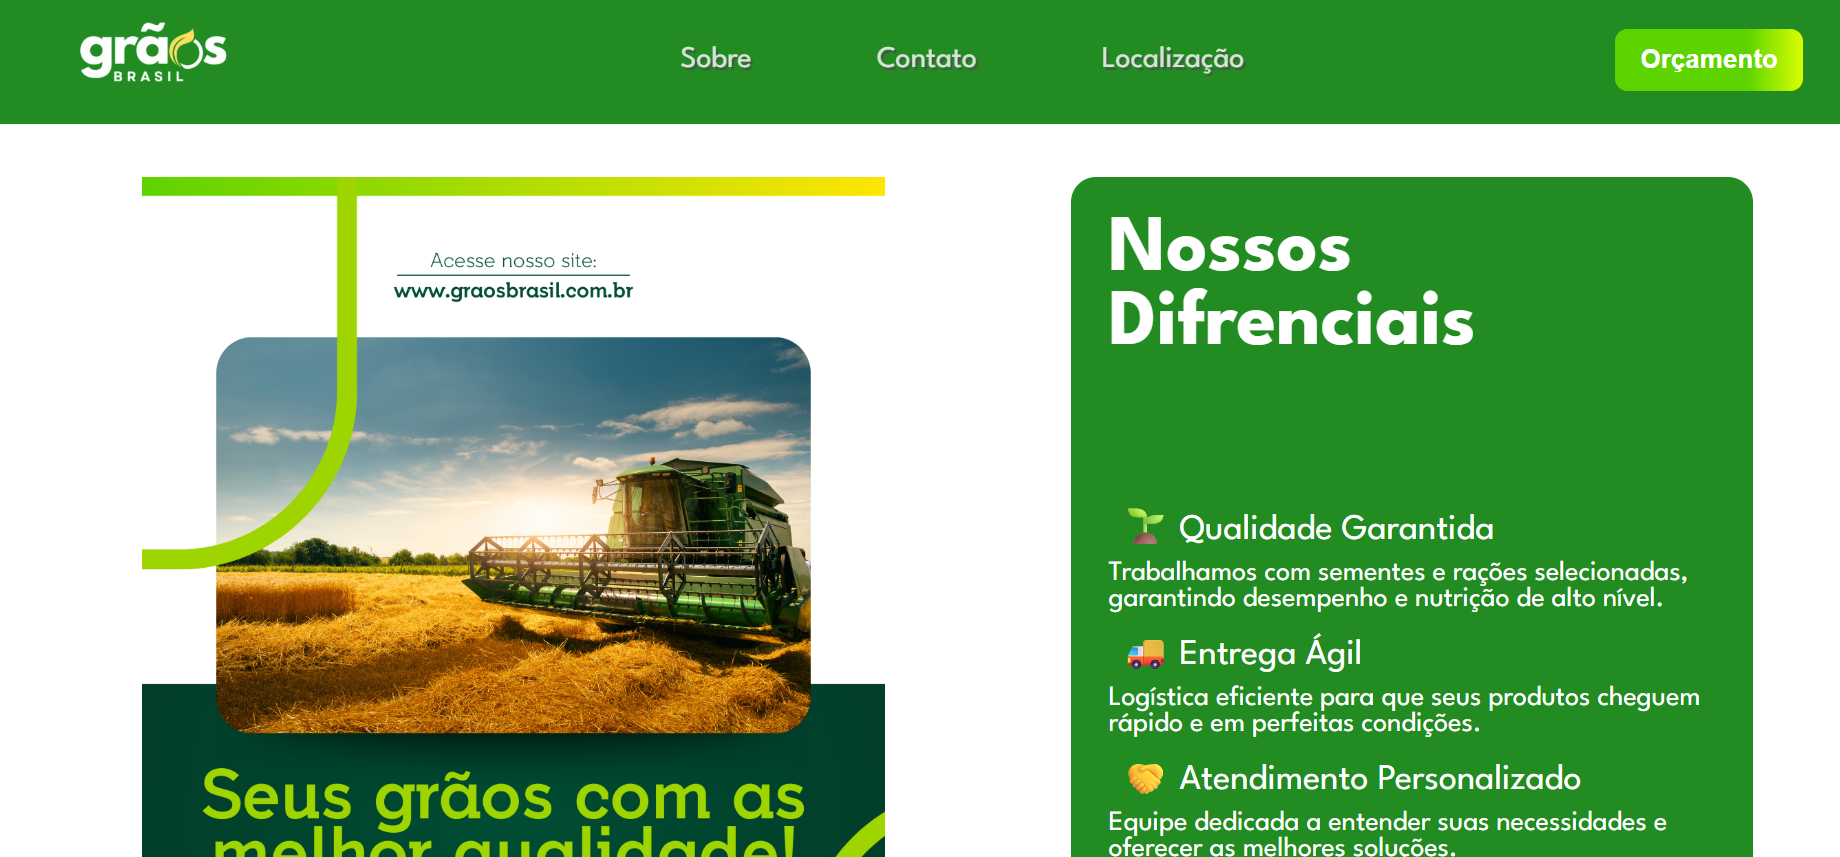 grãos
BRASIL
Sobre
Contato
Localização
Orçamento
Acesse nosso site:
www.graosbrasil.com.br
Seus grãos com as
melhor qualidade!
Nossos
Difrenciais
Qualidade Garantida
Trabalhamos com sementes e rações selecionadas,
garantindo desempenho e nutrição de alto nível.
Entrega Ágil
Logística eficiente para que seus produtos cheguem
rápido e em perfeitas condições.
Atendimento Personalizado
Equipe dedicada a entender suas necessidades e
oferecer as melhores soluções.